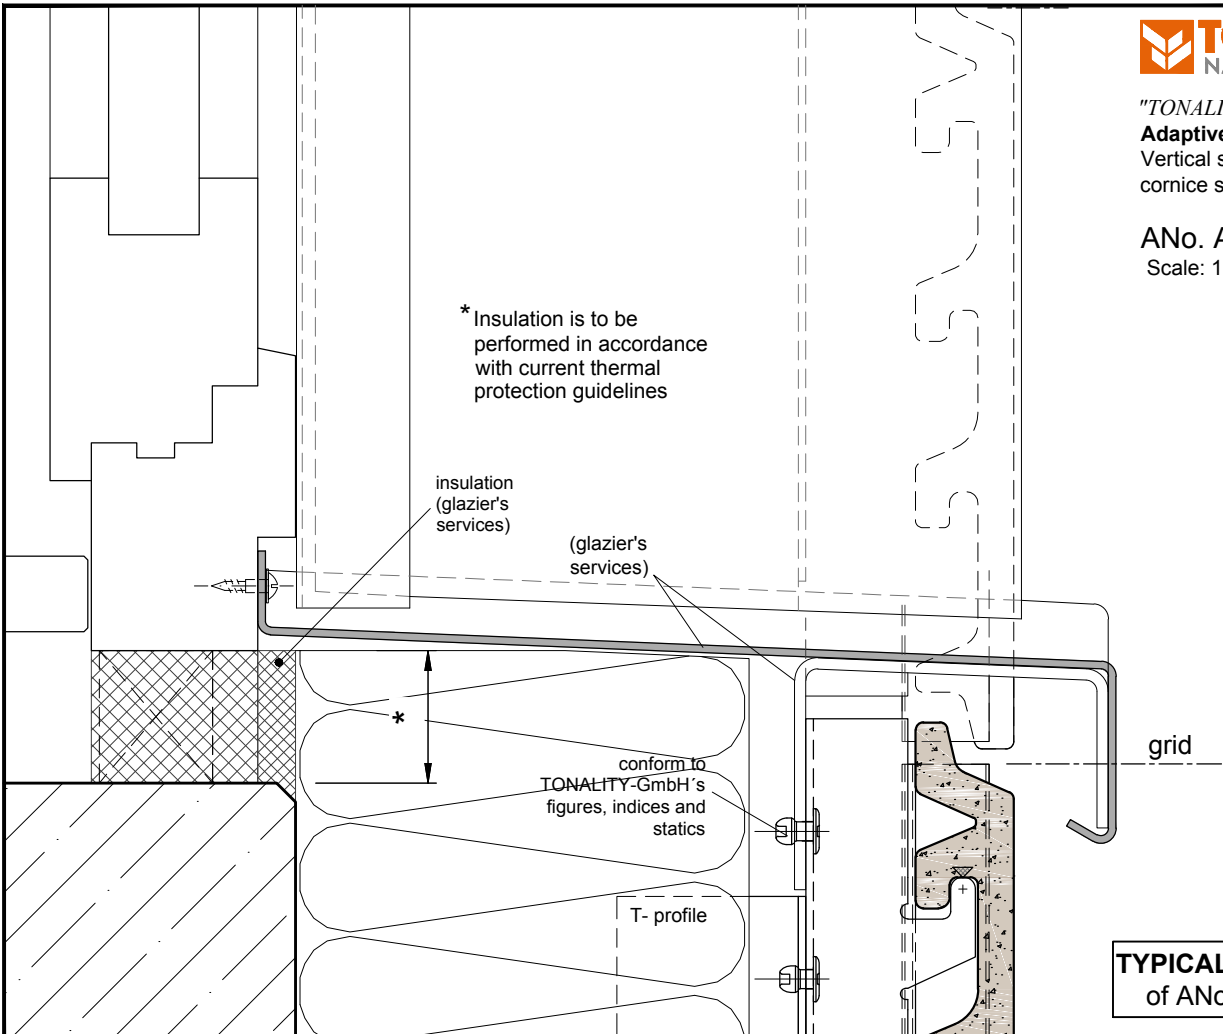 "TONALI
Adaptive
Vertical s
cornice s
ANo. A
Scale: 1
* Insulation is to be
performed in accordance
with current thermal
protection guidelines
insulation
(glazier's
services)
(glazier's
services)
*
conform to
TONALITY-GmbH´s
figures, indices and
statics
grid
T- profile
TYPICAL
of ANo